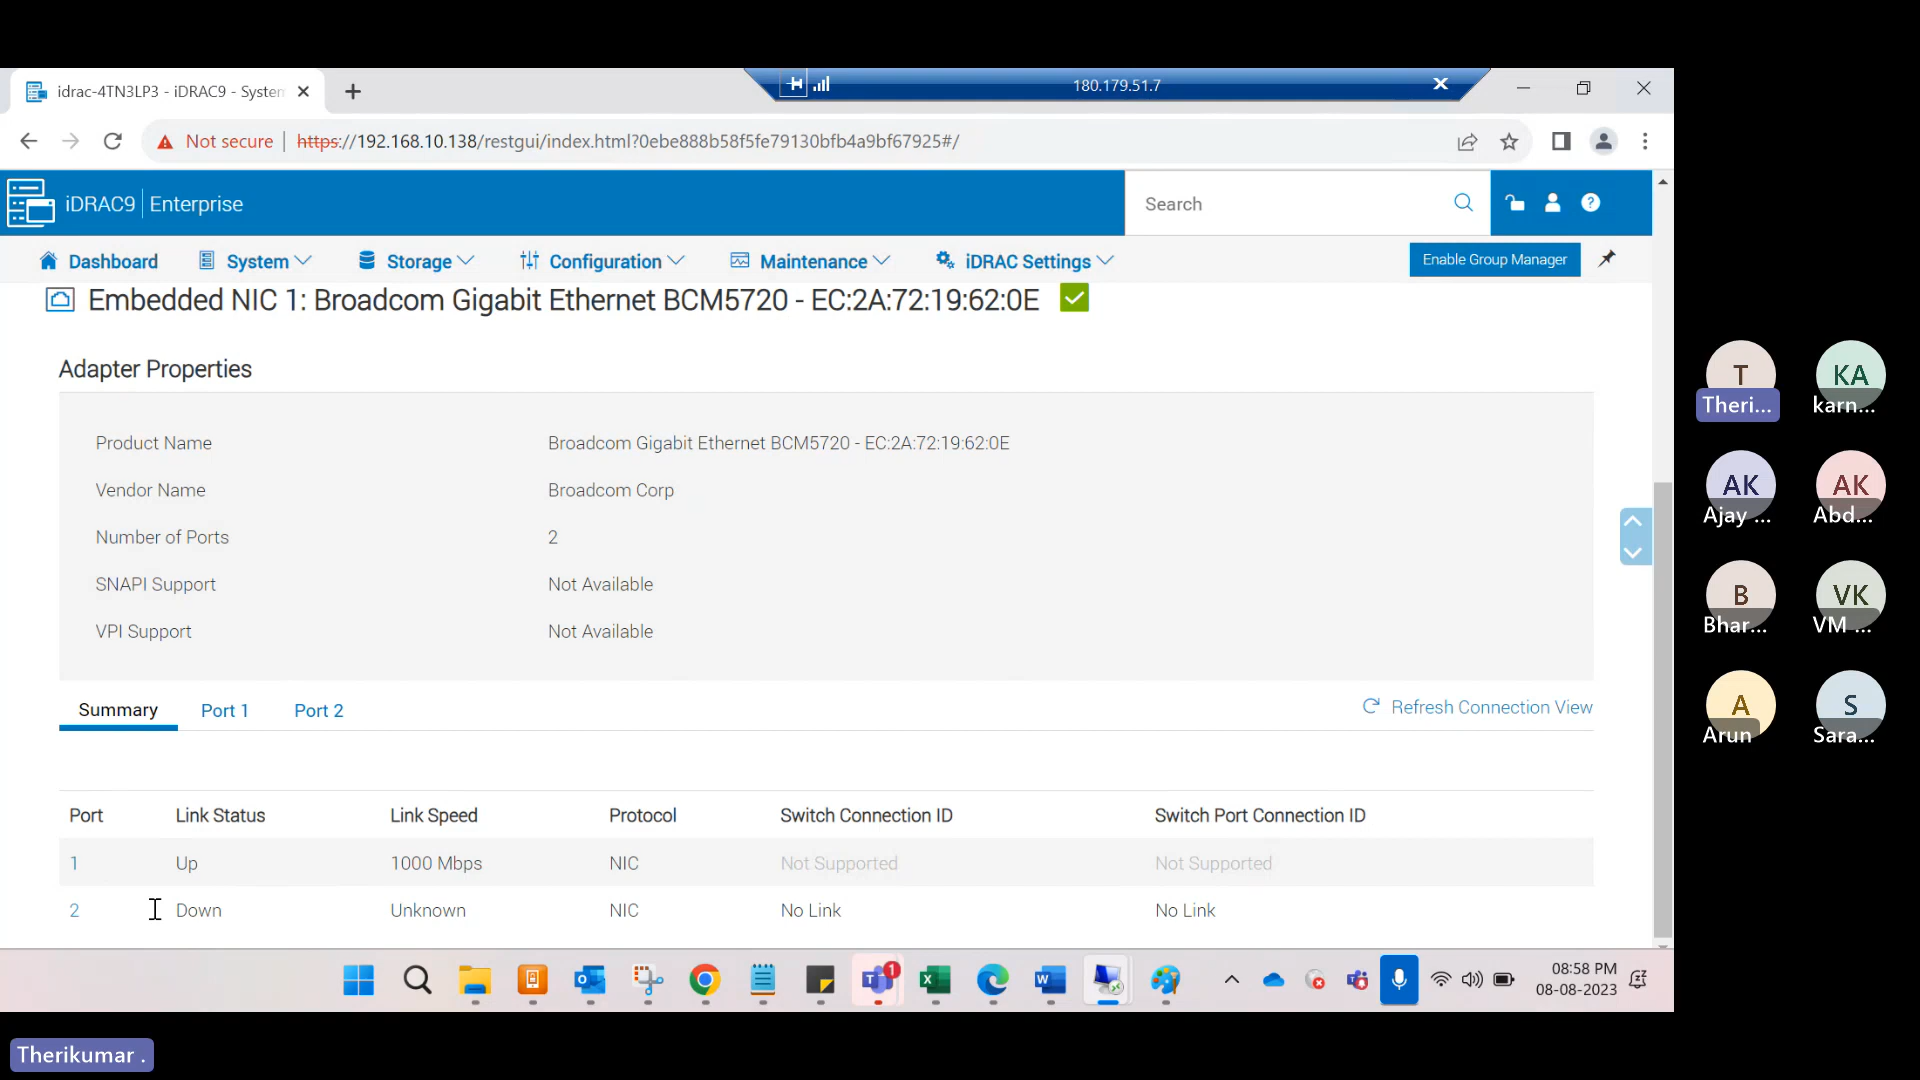 idrac-4TN3LP3 - iDRAC9 - System
180.179.51.7
Not secure
https://192.168.10.138/restgui/index.html?0ebe888b58f5fe79130bfb4a9bf67925#/
iDRAC9 | Enterprise
Search
Dashboard System Storage Configuration Maintenance iDRAC Settings
Enable Group Manager
Embedded NIC 1: Broadcom Gigabit Ethernet BCM5720 - EC:2A:72:19:62:0E
Adapter Properties
Product Name Broadcom Gigabit Ethernet BCM5720 - EC:2A:72:19:62:0E
Vendor Name Broadcom Corp
Number of Ports 2
SNAPI Support Not Available
VPI Support Not Available
Summary Port 1 Port 2
Refresh Connection View
Port Link Status Link Speed Protocol Switch Connection ID Switch Port Connection ID
1 Up 1000 Mbps NIC Not Supported Not Supported
2 Down Unknown NIC No Link No Link
1
08:58 PM
08-08-2023
T
Theri...
KA
karn...
AK
Ajay ...
AK
Abd...
B
Bhar...
VK
VM ...
A
Arun
S
Sara...
Therikumar .